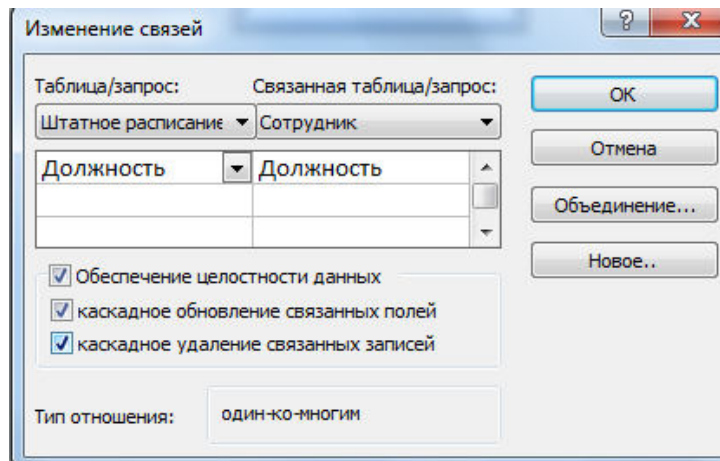 Изменение связей
Таблица/запрос: Связанная таблица/запрос:
Штатное расписание Сотрудник
Должность Должность
Обеспечение целостности данных
каскадное обновление связанных полей
каскадное удаление связанных записей
Тип отношения: один-ко-многим
ОК
Отмена
Объединение...
Новое..